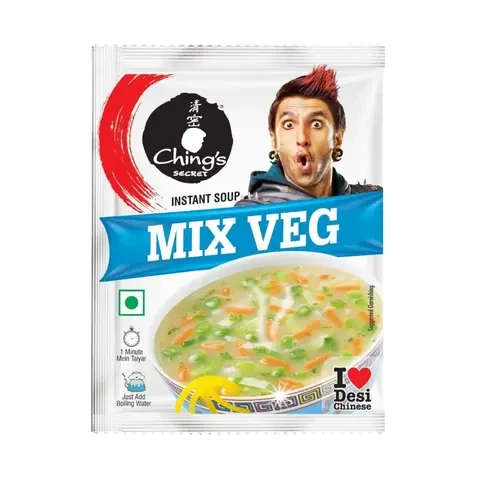 清
密
Ching's
SECRET
INSTANT SOUP
MIX VEG
1 Minute
Mein Taiyar
Just Add
Boiling Water
Suggested Garnishing
I ♥
Desi
Chinese